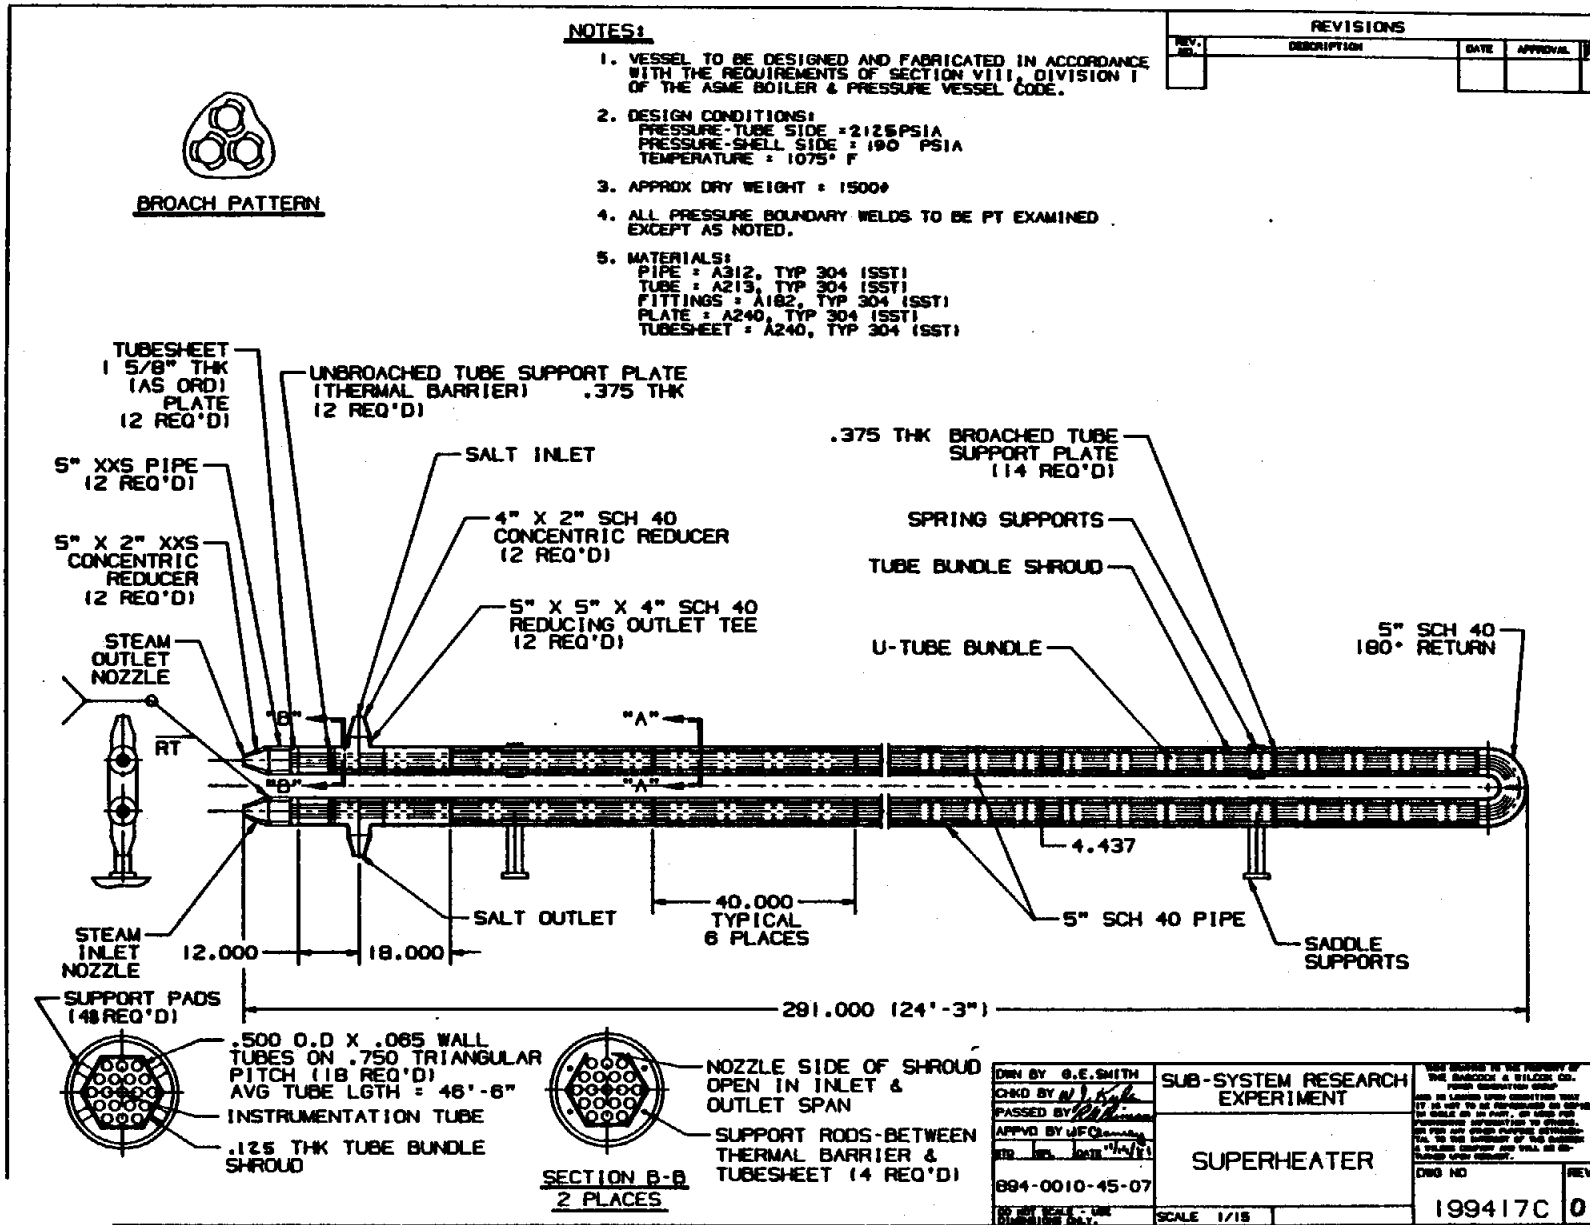 NOTES:
1. VESSEL TO BE DESIGNED AND FABRICATED IN ACCORDANCE
WITH THE REQUIREMENTS OF SECTION VIII, DIVISION 1
OF THE ASME BOILER & PRESSURE VESSEL CODE.
2. DESIGN CONDITIONS:
PRESSURE-TUBE SIDE = 2125PSIA
PRESSURE-SHELL SIDE = 190 PSIA
TEMPERATURE = 1075° F
3. APPROX DRY WEIGHT = 1500#
4. ALL PRESSURE BOUNDARY WELDS TO BE PT EXAMINED
EXCEPT AS NOTED.
5. MATERIALS:
PIPE = A312, TYP 304 (SST)
TUBE = A213, TYP 304 (SST)
FITTINGS = A182, TYP 304 (SST)
PLATE = A240, TYP 304 (SST)
TUBESHEET = A240, TYP 304 (SST)
REVISIONS
REV. NO.
DESCRIPTION
DATE
APPROVAL
BROACH PATTERN
TUBESHEET
1 5/8" THK
(AS ORD)
PLATE
(2 REQ'D)
UNBROACHED TUBE SUPPORT PLATE
(THERMAL BARRIER) .375 THK
(2 REQ'D)
SALT INLET
5" XXS PIPE
(2 REQ'D)
4" X 2" SCH 40
CONCENTRIC REDUCER
(2 REQ'D)
5" X 2" XXS
CONCENTRIC
REDUCER
(2 REQ'D)
5" X 5" X 4" SCH 40
REDUCING OUTLET TEE
(2 REQ'D)
STEAM
OUTLET
NOZZLE
.375 THK BROACHED TUBE
SUPPORT PLATE
(14 REQ'D)
SPRING SUPPORTS
TUBE BUNDLE SHROUD
U-TUBE BUNDLE
5" SCH 40
180° RETURN
RT
"B"
"A"
"B"
"A"
4.437
40.000
TYPICAL
6 PLACES
5" SCH 40 PIPE
SALT OUTLET
SADDLE
SUPPORTS
STEAM
INLET
NOZZLE
12.000
18.000
291.000 (24'-3")
SUPPORT PADS
(48 REQ'D)
.500 O.D X .065 WALL
TUBES ON .750 TRIANGULAR
PITCH (18 REQ'D)
AVG TUBE LGTH = 46'-6"
INSTRUMENTATION TUBE
.125 THK TUBE BUNDLE
SHROUD
NOZZLE SIDE OF SHROUD
OPEN IN INLET &
OUTLET SPAN
SUPPORT RODS-BETWEEN
THERMAL BARRIER &
TUBESHEET (4 REQ'D)
SECTION B-B
2 PLACES
DRN BY G.E.SMITH
CHKD BY
PASSED BY
APPVD BY
DATE
894-0010-45-07
DO NOT SCALE - USE
DIMENSIONS ONLY.
SUB-SYSTEM RESEARCH
EXPERIMENT
SUPERHEATER
SCALE 1/15
DWG NO
199417C
REV
0